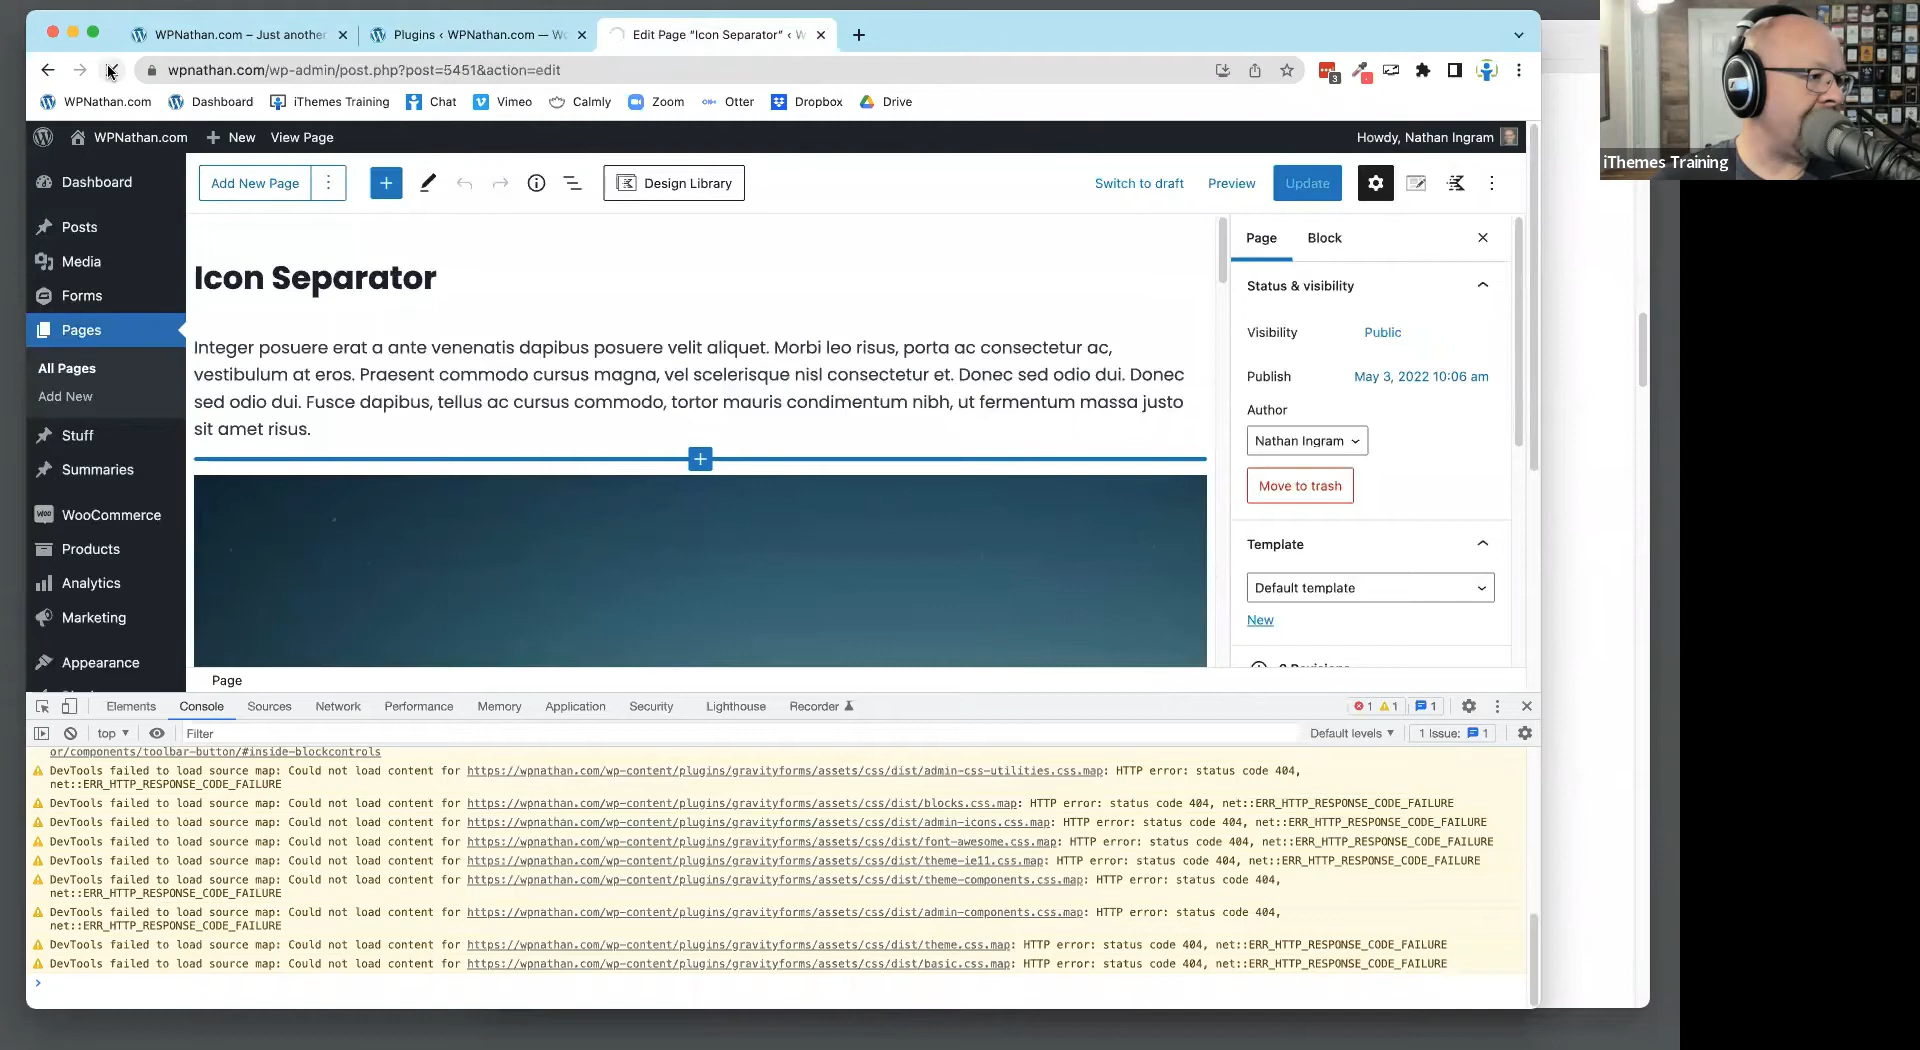 WPNathan.com – Just another
Plugins ‹ WPNathan.com — Wo
Edit Page “Icon Separator” ‹ W
wpnathan.com/wp-admin/post.php?post=5451&action=edit
3
WPNathan.com
Dashboard
iThemes Training
Chat
Vimeo
Calmly
Zoom
Otter
Dropbox
Drive
WPNathan.com
New
View Page
Howdy, Nathan Ingram
iThemes Training
Dashboard
Posts
Media
Forms
Pages
All Pages
Add New
Stuff
Summaries
WooCommerce
Products
Analytics
Marketing
Appearance
Add New Page
Design Library
Switch to draft
Preview
Update
Icon Separator
Integer posuere erat a ante venenatis dapibus posuere velit aliquet. Morbi leo risus, porta ac consectetur ac,
vestibulum at eros. Praesent commodo cursus magna, vel scelerisque nisl consectetur et. Donec sed odio dui. Donec
sed odio dui. Fusce dapibus, tellus ac cursus commodo, tortor mauris condimentum nibh, ut fermentum massa justo
sit amet risus.
Page
Block
Status & visibility
Visibility
Public
Publish
May 3, 2022 10:06 am
Author
Nathan Ingram
Move to trash
Template
Default template
New
Page
Elements
Console
Sources
Network
Performance
Memory
Application
Security
Lighthouse
Recorder
1
1
1
top
Filter
Default levels
1 Issue:
1
or/components/toolbar-button/#inside-blockcontrols
DevTools failed to load source map: Could not load content for https://wpnathan.com/wp-content/plugins/gravityforms/assets/css/dist/admin-css-utilities.css.map: HTTP error: status code 404,
net::ERR_HTTP_RESPONSE_CODE_FAILURE
DevTools failed to load source map: Could not load content for https://wpnathan.com/wp-content/plugins/gravityforms/assets/css/dist/blocks.css.map: HTTP error: status code 404, net::ERR_HTTP_RESPONSE_CODE_FAILURE
DevTools failed to load source map: Could not load content for https://wpnathan.com/wp-content/plugins/gravityforms/assets/css/dist/admin-icons.css.map: HTTP error: status code 404, net::ERR_HTTP_RESPONSE_CODE_FAILURE
DevTools failed to load source map: Could not load content for https://wpnathan.com/wp-content/plugins/gravityforms/assets/css/dist/font-awesome.css.map: HTTP error: status code 404, net::ERR_HTTP_RESPONSE_CODE_FAILURE
DevTools failed to load source map: Could not load content for https://wpnathan.com/wp-content/plugins/gravityforms/assets/css/dist/theme-ie11.css.map: HTTP error: status code 404, net::ERR_HTTP_RESPONSE_CODE_FAILURE
DevTools failed to load source map: Could not load content for https://wpnathan.com/wp-content/plugins/gravityforms/assets/css/dist/theme-components.css.map: HTTP error: status code 404,
net::ERR_HTTP_RESPONSE_CODE_FAILURE
DevTools failed to load source map: Could not load content for https://wpnathan.com/wp-content/plugins/gravityforms/assets/css/dist/admin-components.css.map: HTTP error: status code 404,
net::ERR_HTTP_RESPONSE_CODE_FAILURE
DevTools failed to load source map: Could not load content for https://wpnathan.com/wp-content/plugins/gravityforms/assets/css/dist/theme.css.map: HTTP error: status code 404, net::ERR_HTTP_RESPONSE_CODE_FAILURE
DevTools failed to load source map: Could not load content for https://wpnathan.com/wp-content/plugins/gravityforms/assets/css/dist/basic.css.map: HTTP error: status code 404, net::ERR_HTTP_RESPONSE_CODE_FAILURE